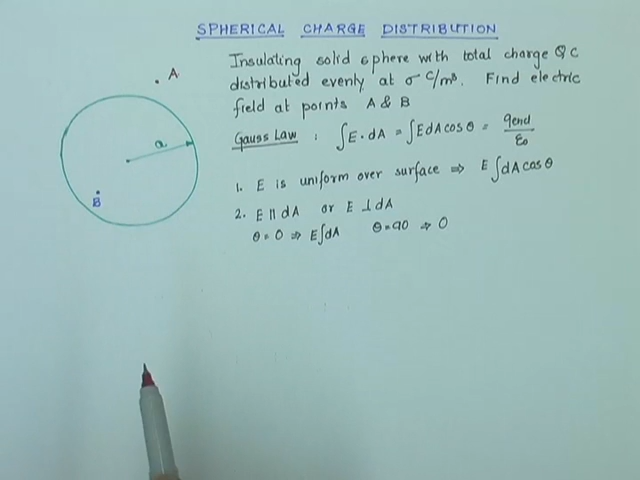 SPHERICAL CHARGE DISTRIBUTION
Insulating solid sphere with total charge Q C
distributed evenly at σ C/m³. Find electric
field at points A & B
Gauss Law : ∫E · dA = ∫E dA cos θ = qend/ε₀
1. E is uniform over surface ⇒ E ∫dA cos θ
2. E || dA or E ⊥ dA
θ = 0 ⇒ E∫dA θ = 90 ⇒ 0
A
a
B